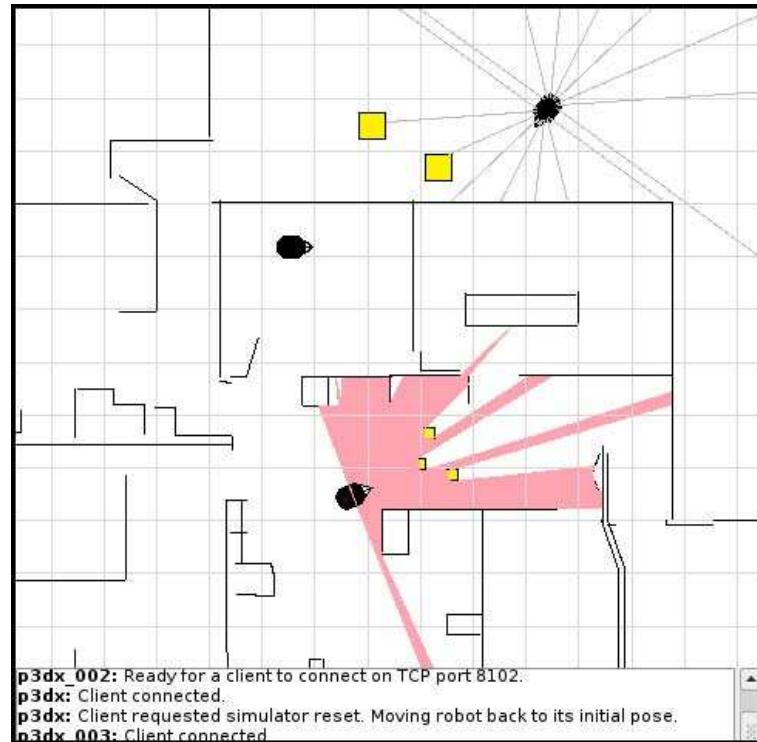 p3dx_002: Ready for a client to connect on TCP port 8102.
p3dx: Client connected.
p3dx: Client requested simulator reset. Moving robot back to its initial pose.
p3dx_003: Client connected